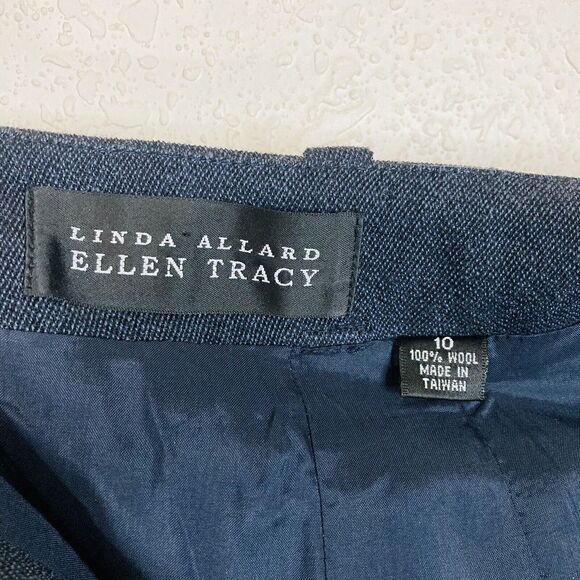 LINDA ALLARD
ELLEN TRACY
10
100% WOOL
MADE IN
TAIWAN